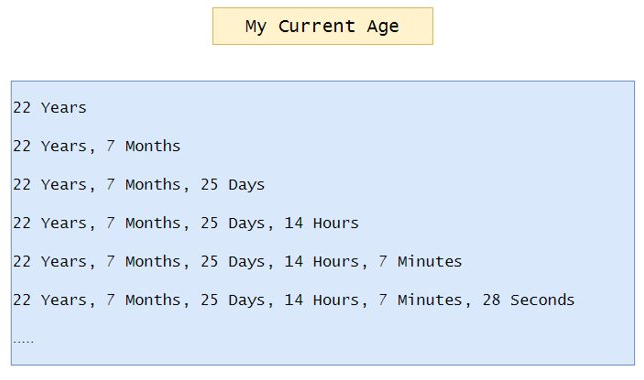 My Current Age
22 Years
22 Years, 7 Months
22 Years, 7 Months, 25 Days
22 Years, 7 Months, 25 Days, 14 Hours
22 Years, 7 Months, 25 Days, 14 Hours, 7 Minutes
22 Years, 7 Months, 25 Days, 14 Hours, 7 Minutes, 28 Seconds
.....